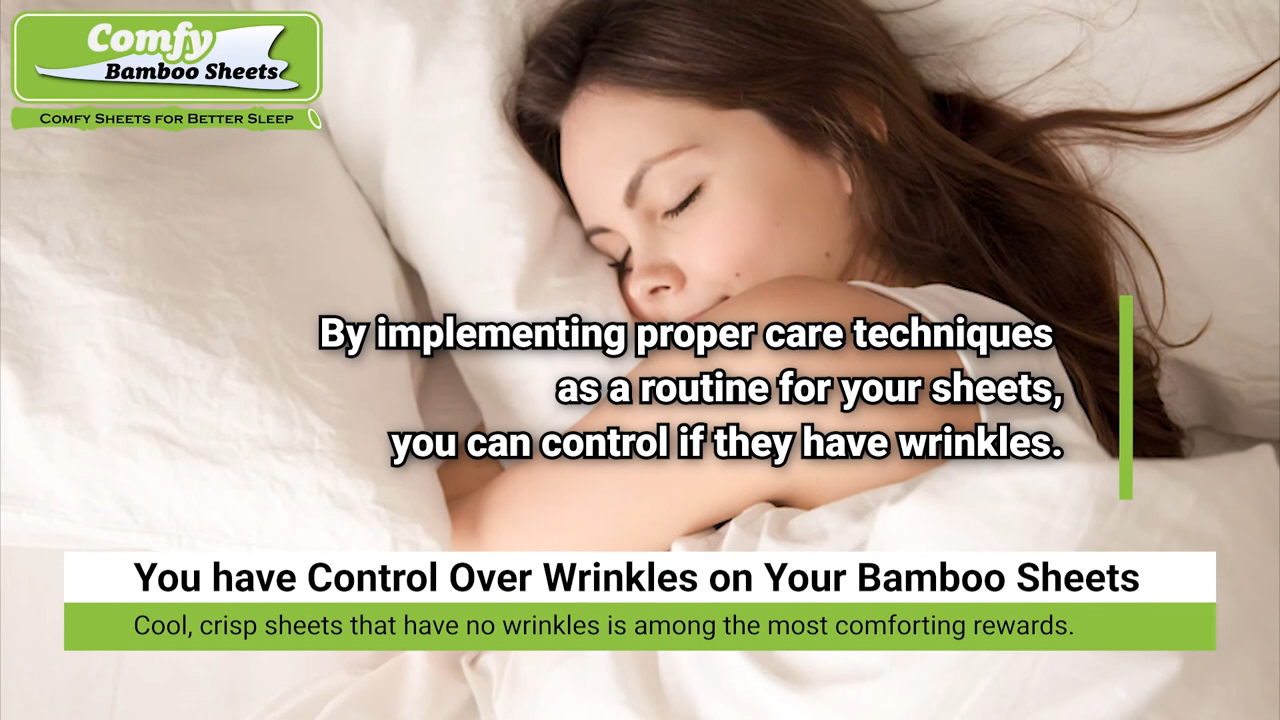 Comfy
Bamboo Sheets
Comfy Sheets for Better Sleep
By implementing proper care techniques
as a routine for your sheets,
you can control if they have wrinkles.
You have Control Over Wrinkles on Your Bamboo Sheets
Cool, crisp sheets that have no wrinkles is among the most comforting rewards.